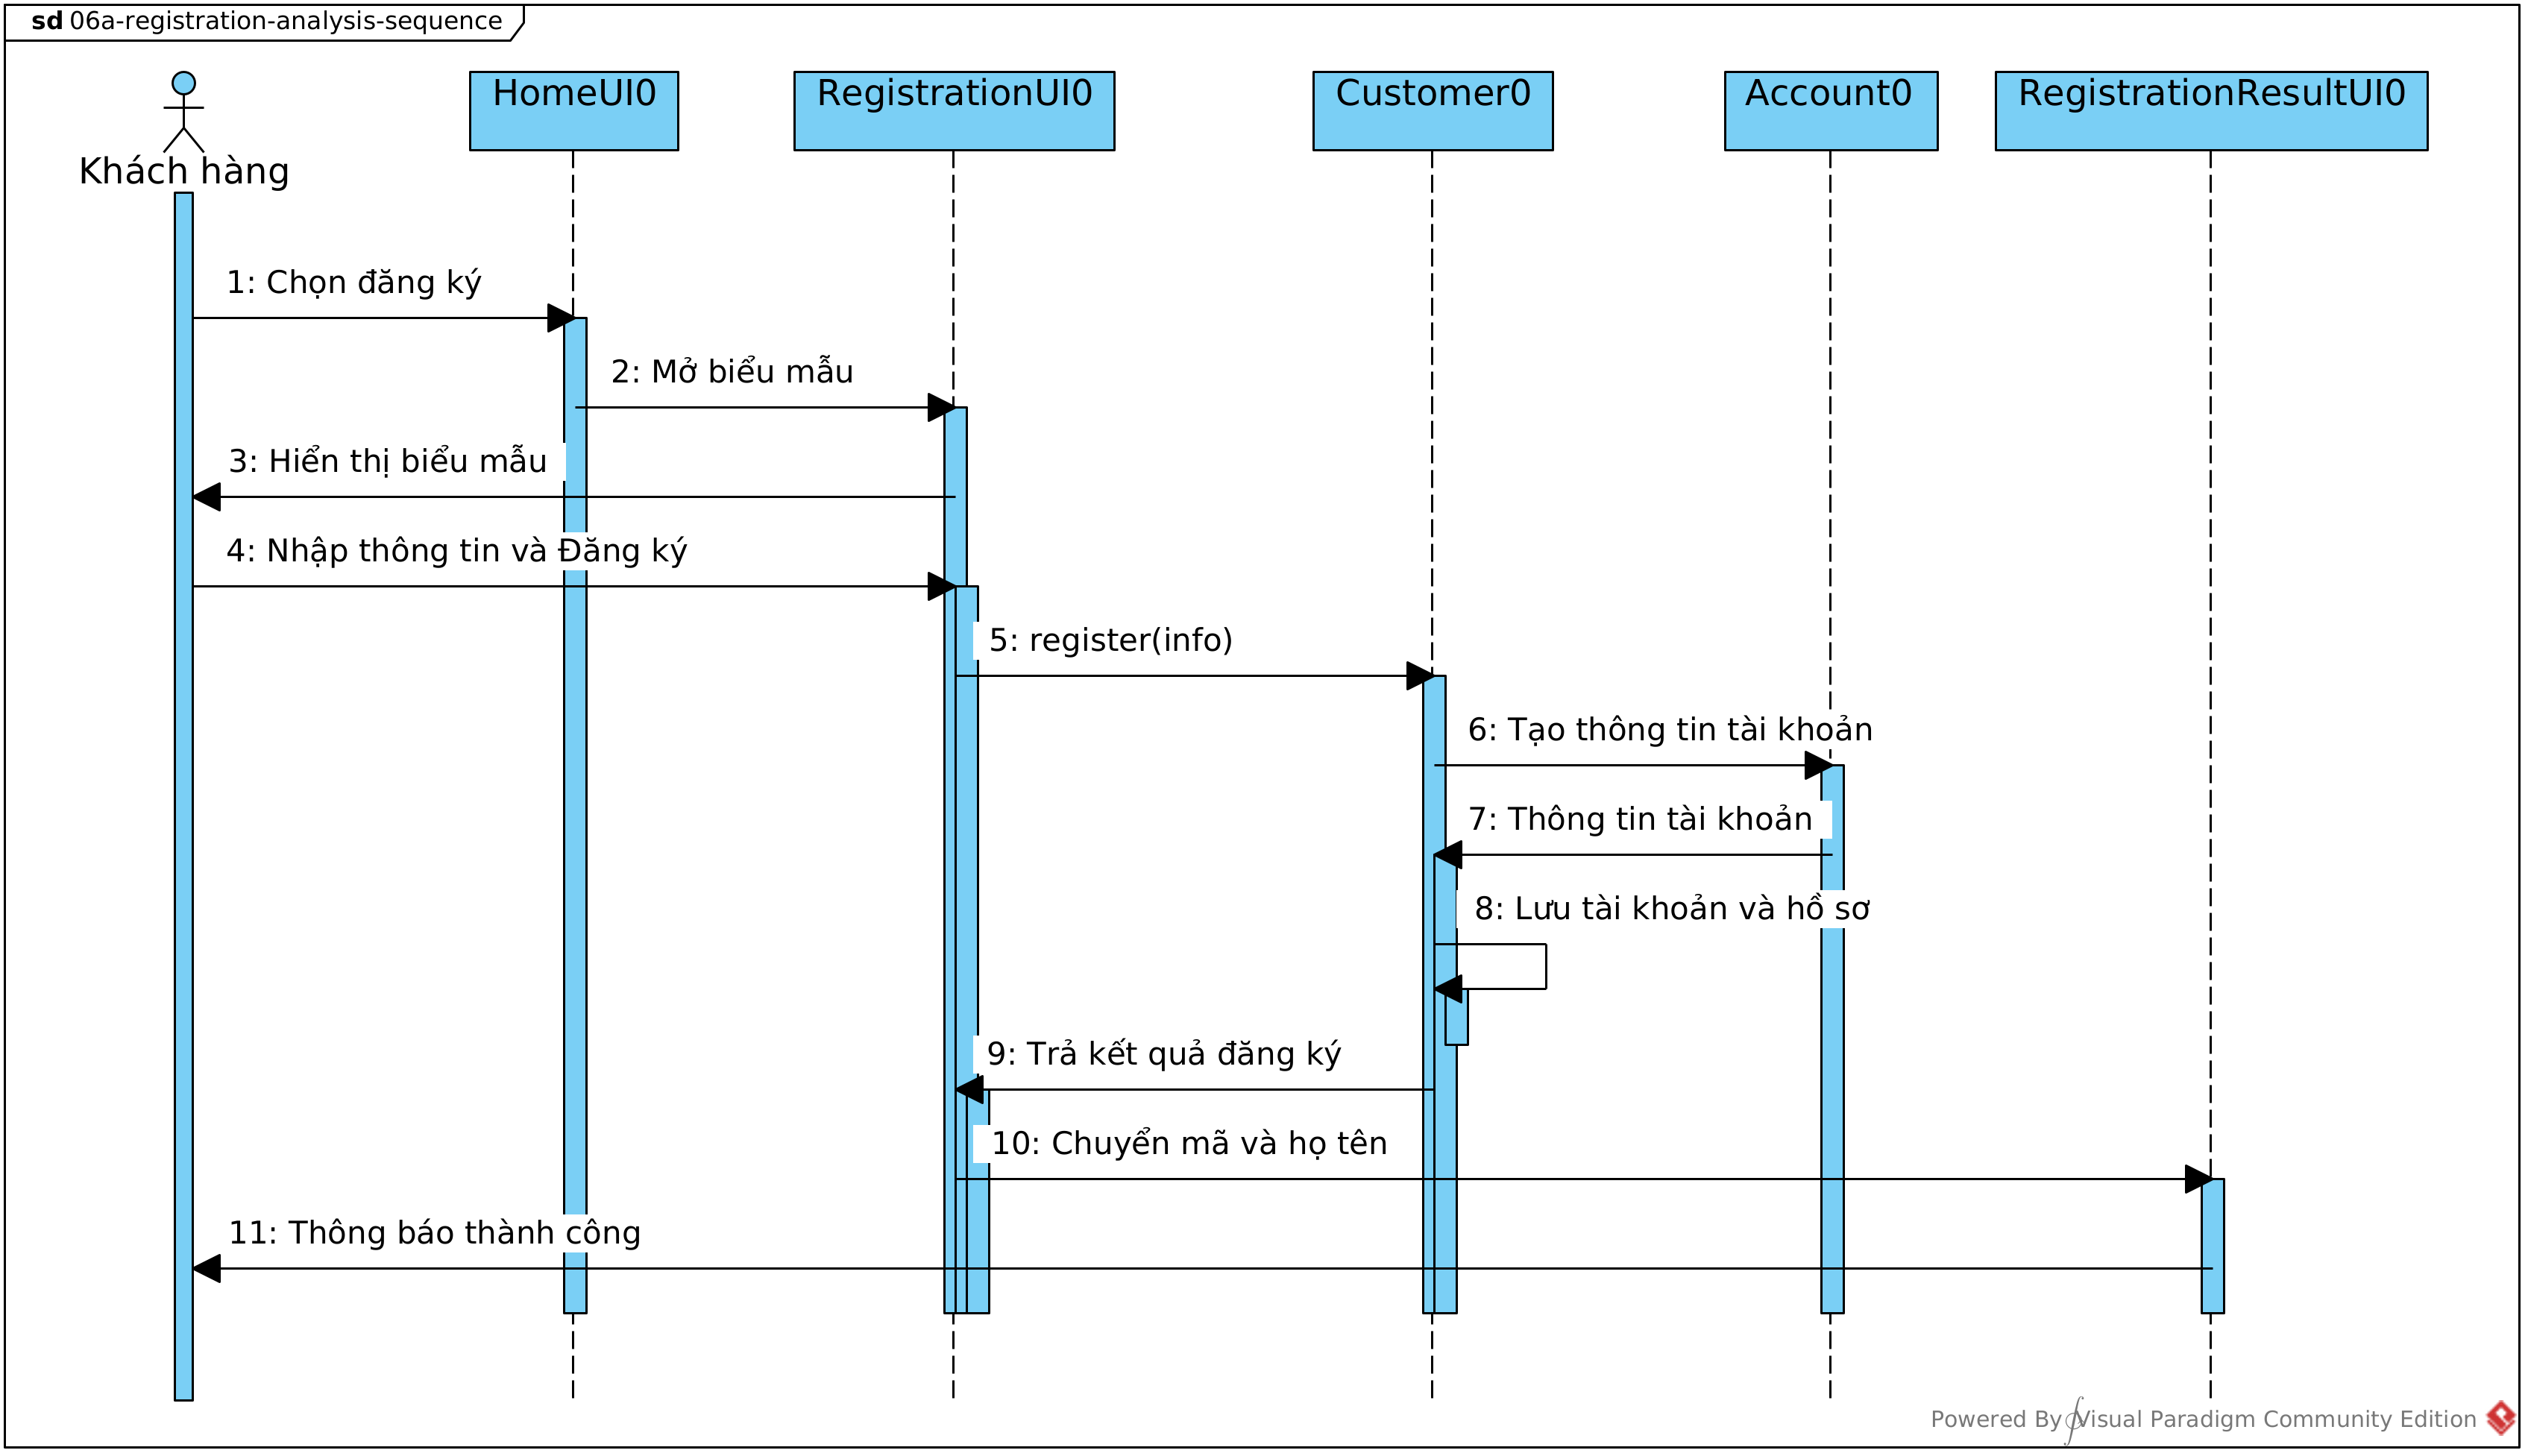 sd 06a-registration-analysis-sequence
Khách hàng
HomeUI0
RegistrationUI0
Customer0
Account0
RegistrationResultUI0
1: Chọn đăng ký
2: Mở biểu mẫu
3: Hiển thị biểu mẫu
4: Nhập thông tin và Đăng ký
5: register(info)
6: Tạo thông tin tài khoản
7: Thông tin tài khoản
8: Lưu tài khoản và hồ sơ
9: Trả kết quả đăng ký
10: Chuyển mã và họ tên
11: Thông báo thành công
Powered By Visual Paradigm Community Edition